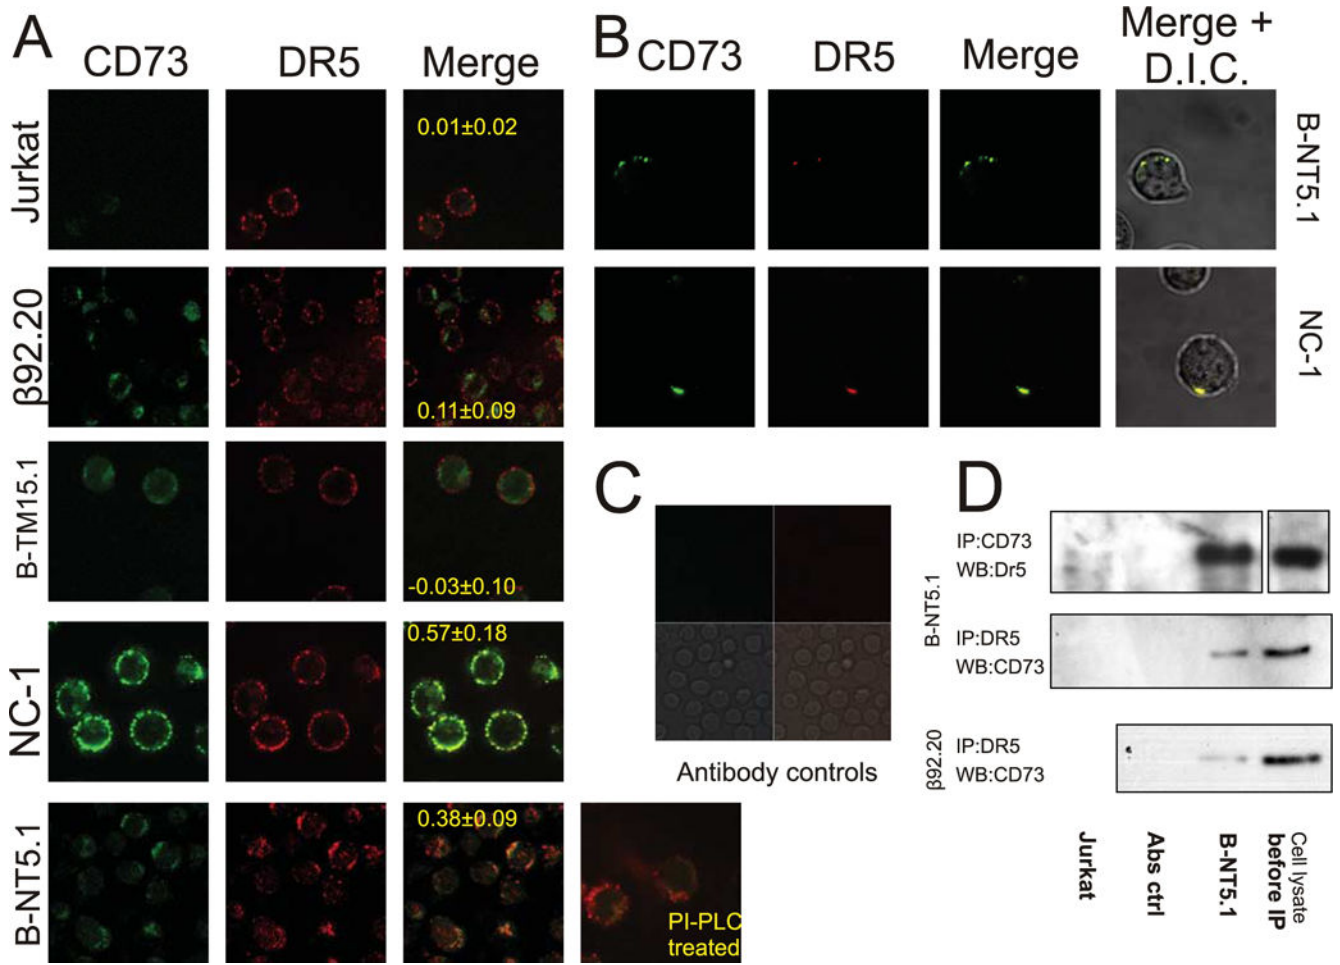 A
CD73
DR5
Merge
Jurkat
0.01±0.02
β92.20
0.11±0.09
B-TM15.1
-0.03±0.10
NC-1
0.57±0.18
B-NT5.1
0.38±0.09
PI-PLC
treated
B
CD73
DR5
Merge
Merge +
D.I.C.
B-NT5.1
NC-1
C
Antibody controls
D
B-NT5.1
IP:CD73
WB:Dr5
IP:DR5
WB:CD73
β92.20
IP:DR5
WB:CD73
Jurkat
Abs ctrl
B-NT5.1
Cell lysate
before IP